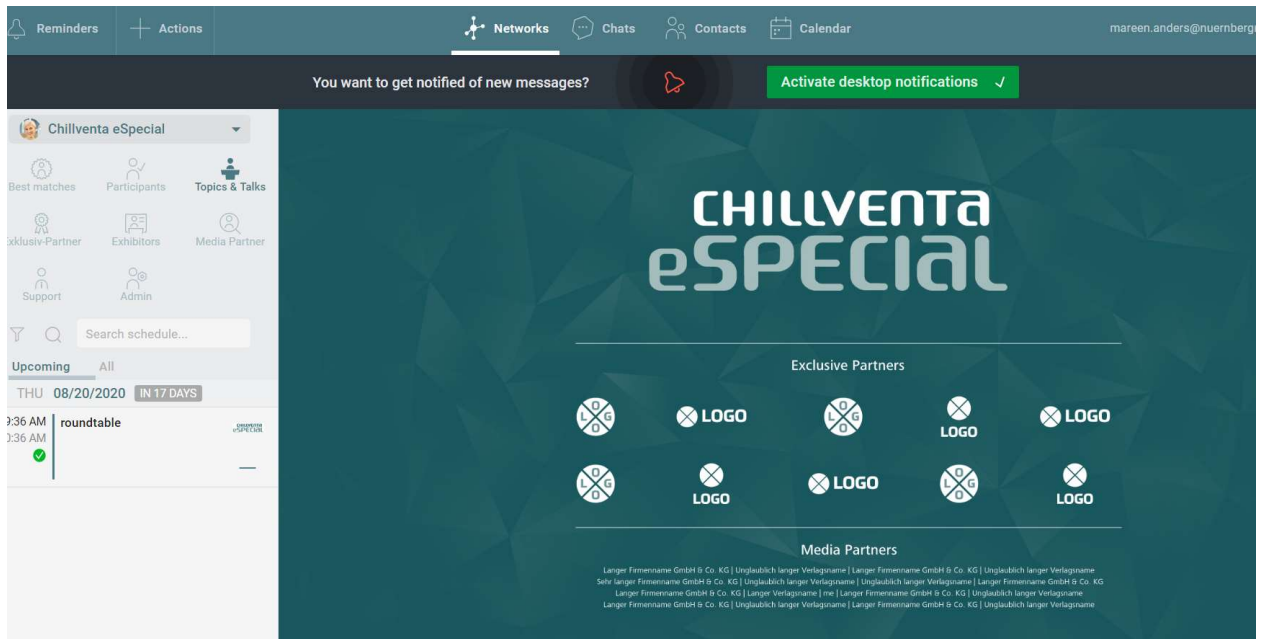 Reminders
Actions
Networks
Chats
Contacts
Calendar
mareen.anders@nuernberg
You want to get notified of new messages?
Activate desktop notifications
Chillventa eSpecial
Best matches
Participants
Topics & Talks
xklusiv-Partner
Exhibitors
Media Partner
Support
Admin
Search schedule...
Upcoming
All
THU 08/20/2020 IN 17 DAYS
9:36 AM
roundtable
CHILLVENTA
eSPECIAL
0:36 AM
CHILLVENTA
eSPECIAL
Exclusive Partners
LOGO
LOGO
LOGO
LOGO
LOGO
LOGO
LOGO
LOGO
LOGO
LOGO
Media Partners
Langer Firmenname GmbH & Co. KG | Unglaublich langer Verlagsname | Langer Firmenname GmbH & Co. KG | Unglaublich langer Verlagsname
Sehr langer Firmenname GmbH & Co. KG | Unglaublich langer Verlagsname | Unglaublich langer Verlagsname | Langer Firmenname GmbH & Co. KG
Langer Firmenname GmbH & Co. KG | Langer Verlagsname | me | Langer Firmenname GmbH & Co. KG | Unglaublich langer Verlagsname
Langer Firmenname GmbH & Co. KG | Unglaublich langer Verlagsname | Langer Firmenname GmbH & Co. KG | Unglaublich langer Verlagsname